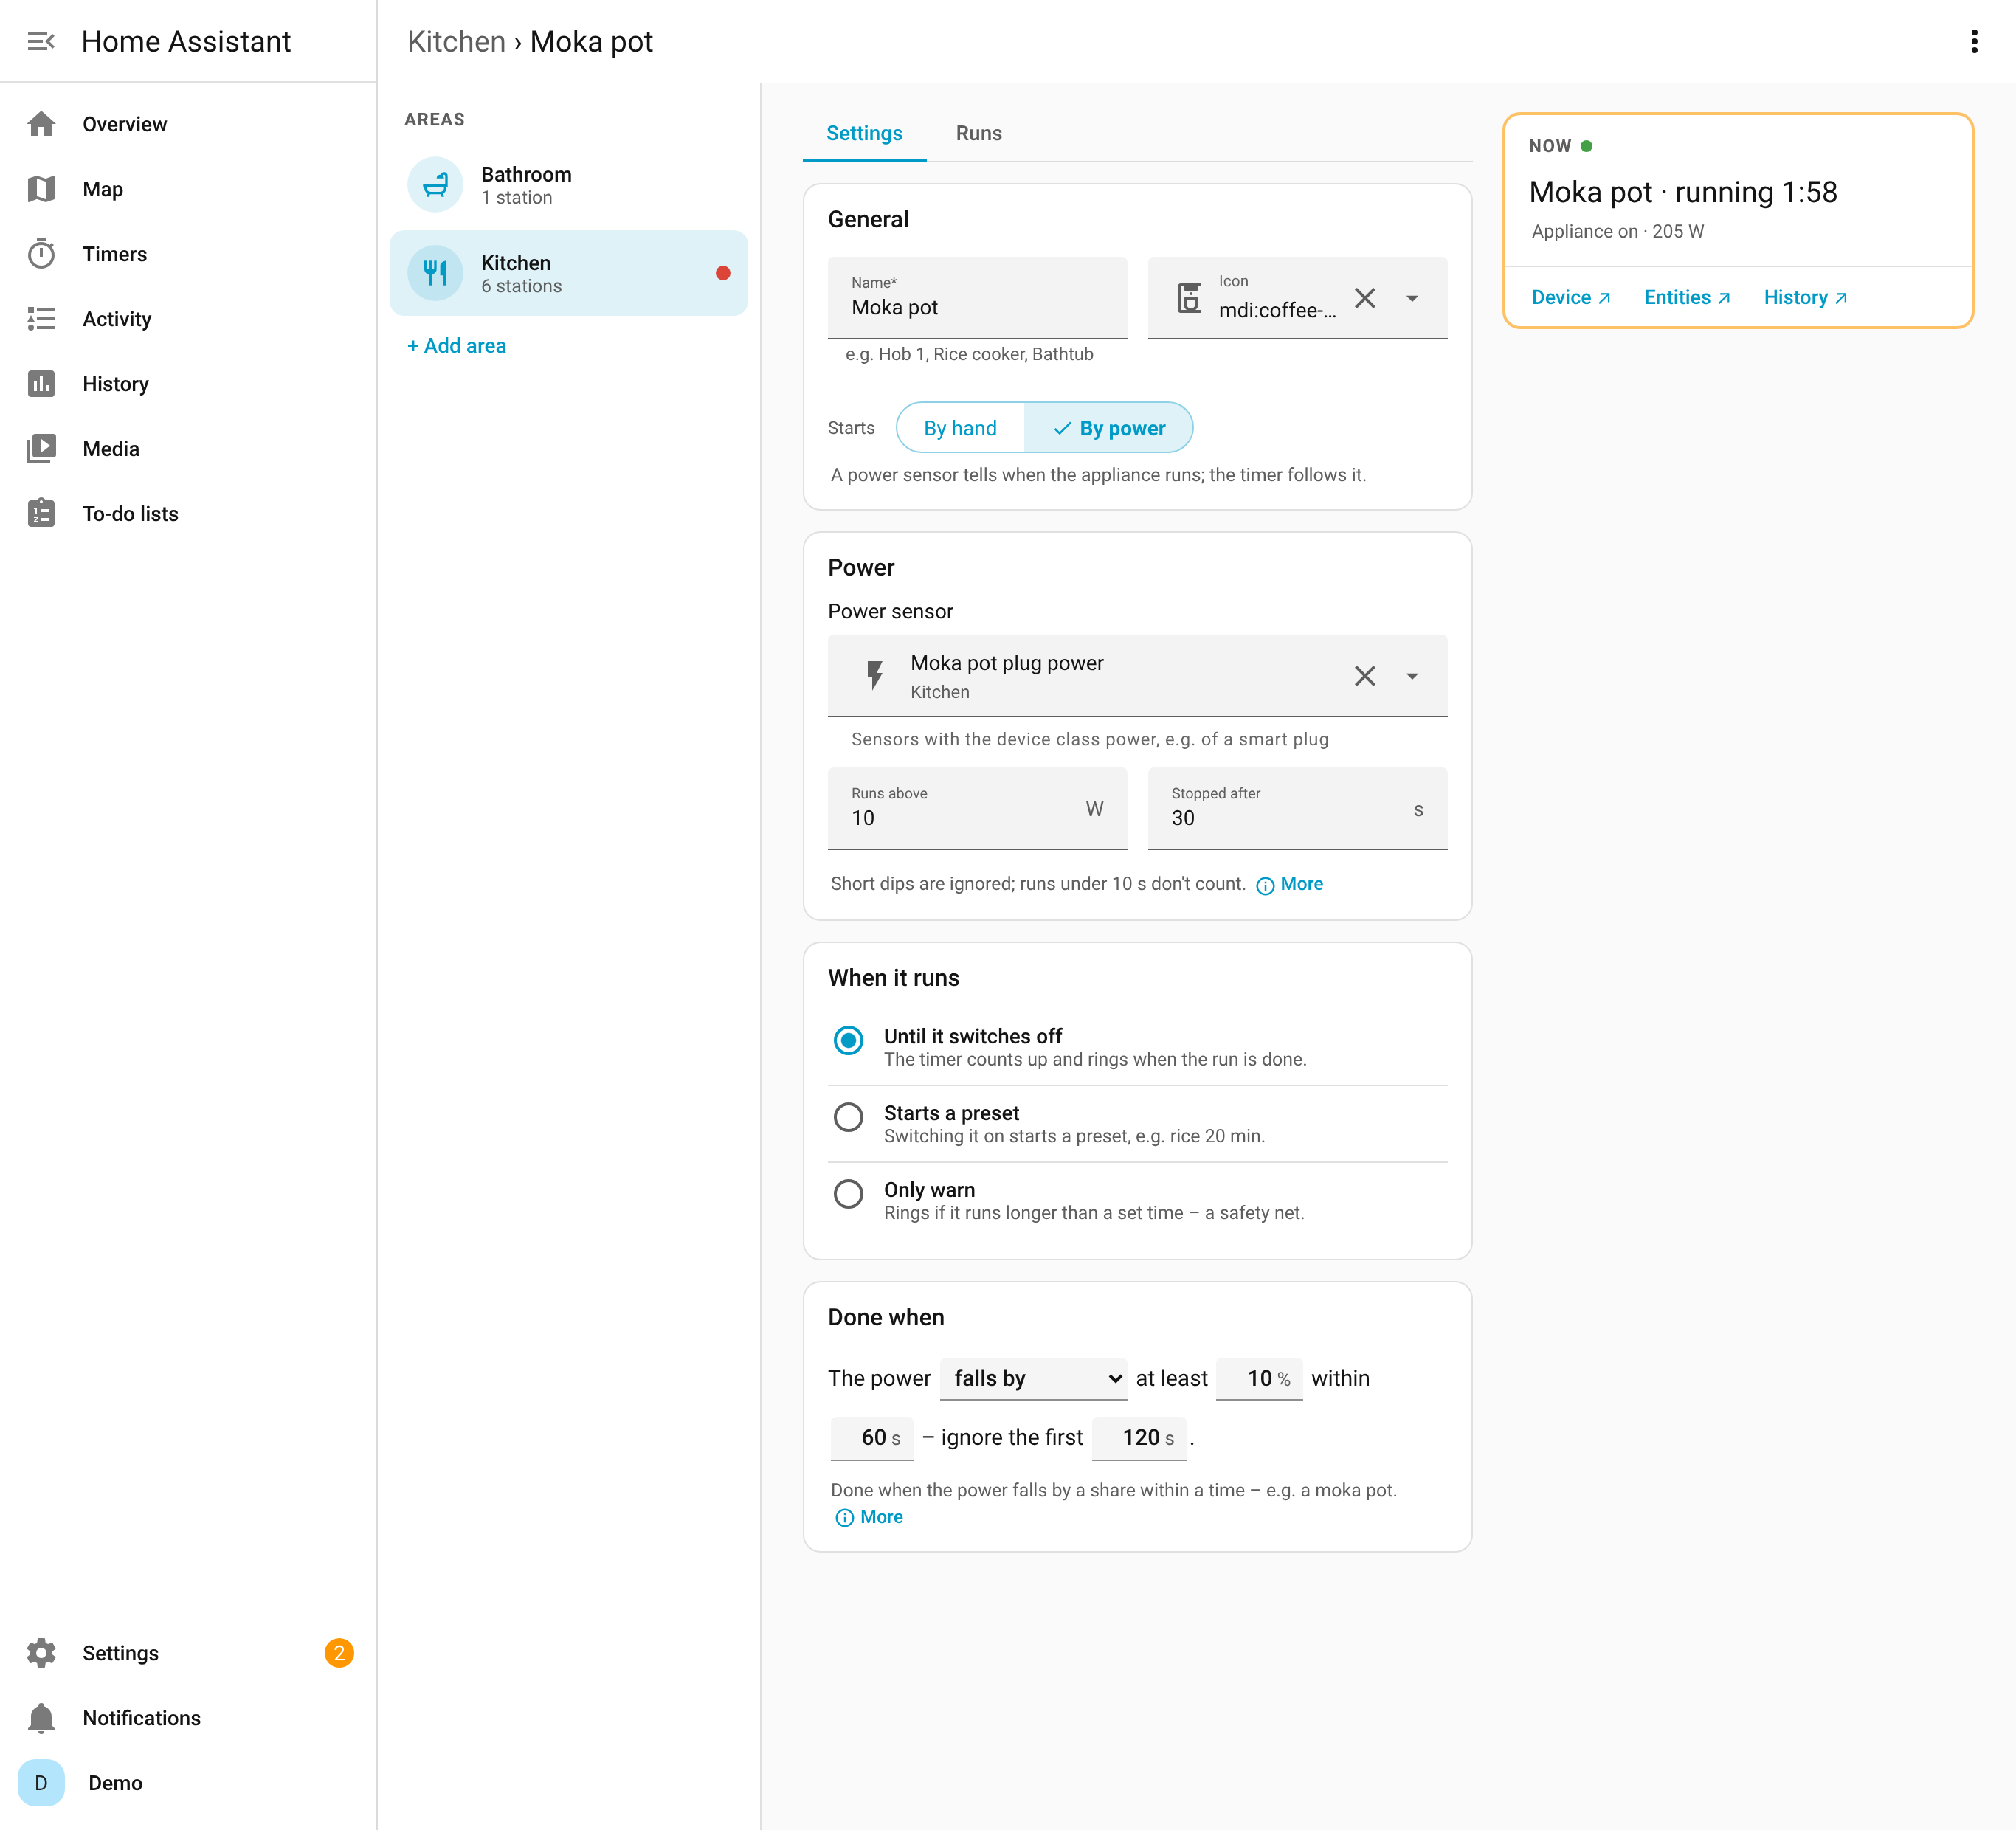 Home Assistant
Kitchen › Moka pot
Overview
Map
Timers
Activity
History
Media
To-do lists
Settings
2
Notifications
D
Demo
AREAS
Bathroom
1 station
Kitchen
6 stations
+ Add area
Settings
Runs
General
Name*
Moka pot
e.g. Hob 1, Rice cooker, Bathtub
Icon
mdi:coffee-...
Starts
By hand
By power
A power sensor tells when the appliance runs; the timer follows it.
Power
Power sensor
Moka pot plug power
Kitchen
Sensors with the device class power, e.g. of a smart plug
Runs above
10
W
Stopped after
30
s
Short dips are ignored; runs under 10 s don't count. More
When it runs
Until it switches off
The timer counts up and rings when the run is done.
Starts a preset
Switching it on starts a preset, e.g. rice 20 min.
Only warn
Rings if it runs longer than a set time – a safety net.
Done when
The power falls by at least 10 % within
60 s – ignore the first 120 s .
Done when the power falls by a share within a time – e.g. a moka pot.
More
NOW
Moka pot · running 1:58
Appliance on · 205 W
Device
Entities
History